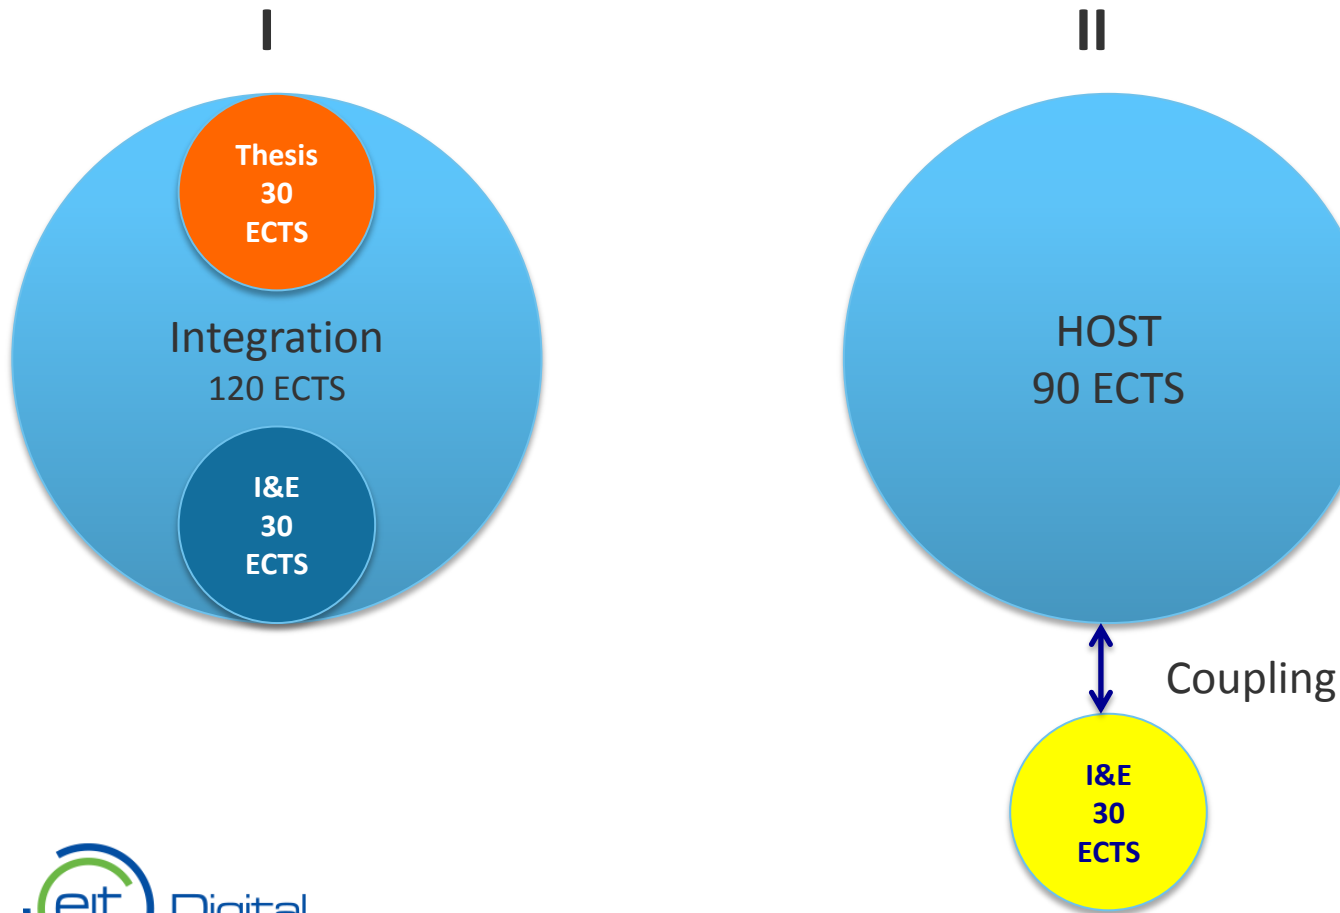 I
II
Thesis
30
ECTS
Integration
120 ECTS
I&E
30
ECTS
HOST
90 ECTS
Coupling
I&E
30
ECTS
eit Digital